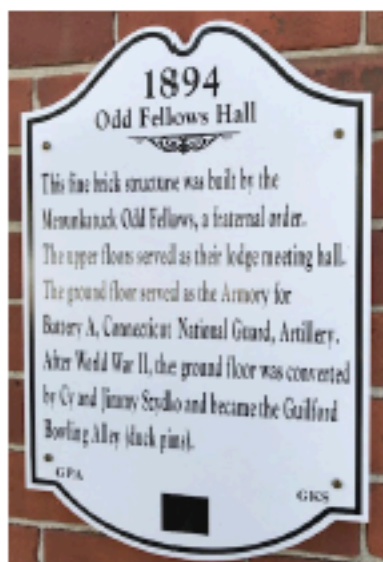 1894
Odd Fellows Hall
This fine brick structure was built by the
Menunkatuck Odd Fellows, a fraternal order.
The upper floors served as their lodge meeting hall.
The ground floor served as the Armory for
Battery A, Connecticut National Guard, Artillery.
After World War II, the ground floor was converted
by Cy and Jimmy Szydlo and became the Guilford
Bowling Alley (duck pins).
GPA
GKS